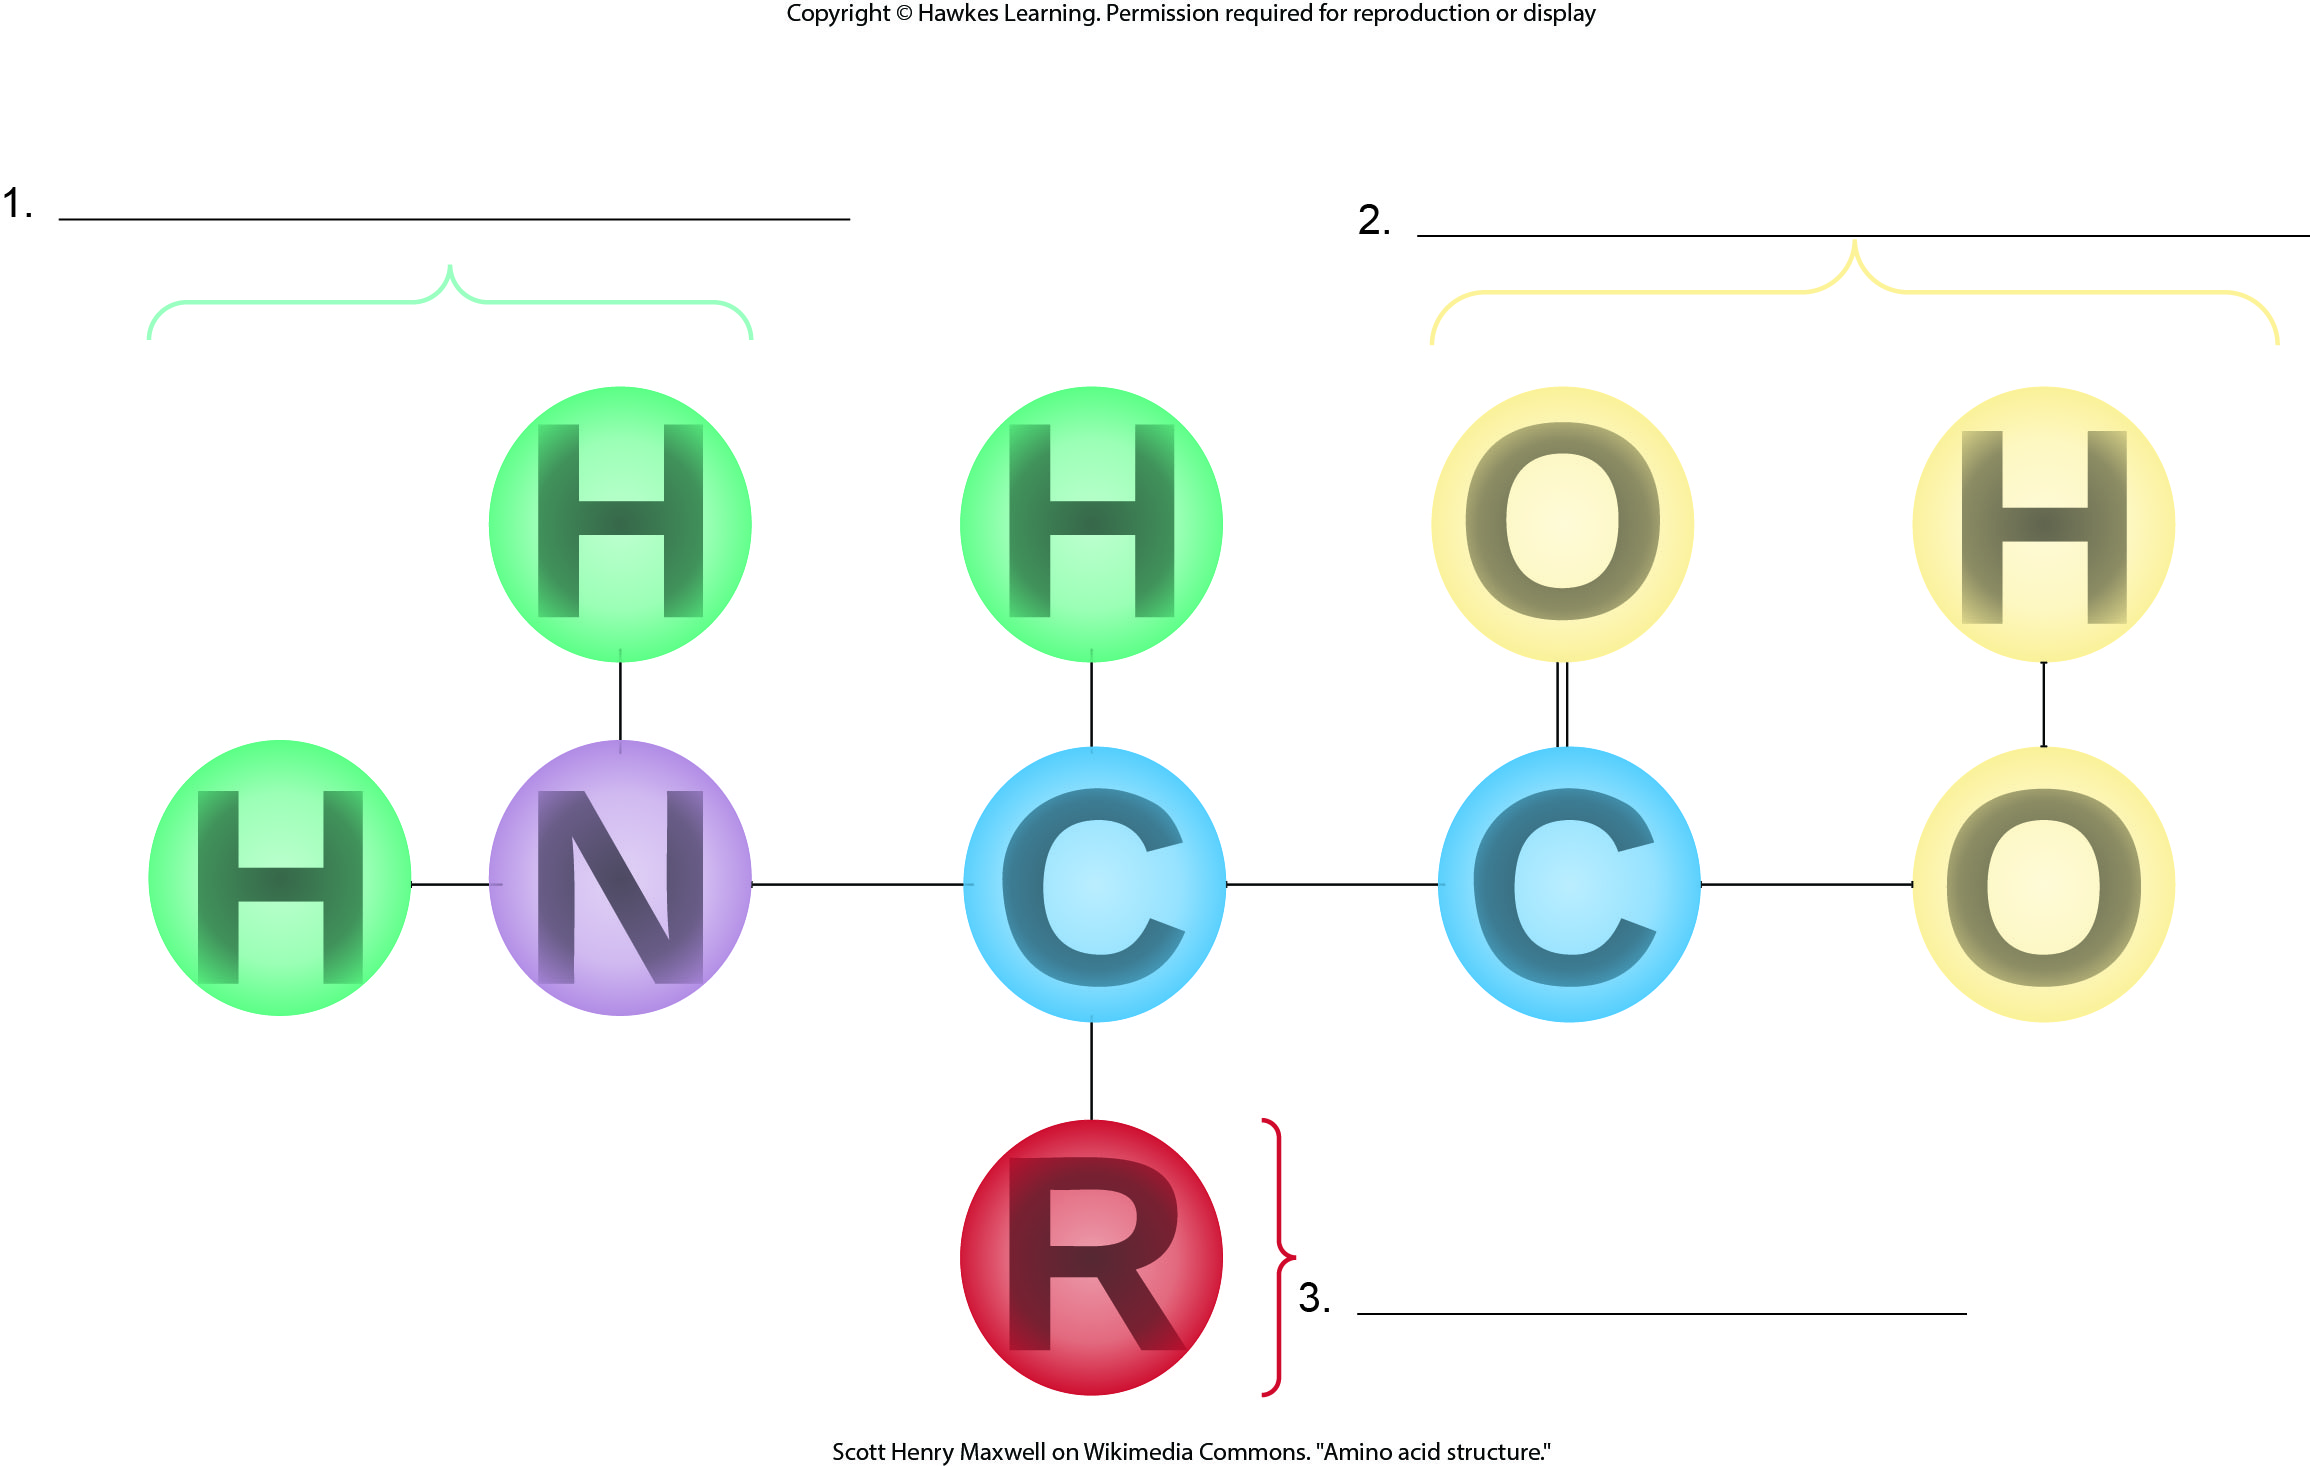 Copyright © Hawkes Learning. Permission required for reproduction or display
1.
2.
H H O H
H N C C O
R
3.
Scott Henry Maxwell on Wikimedia Commons. "Amino acid structure."